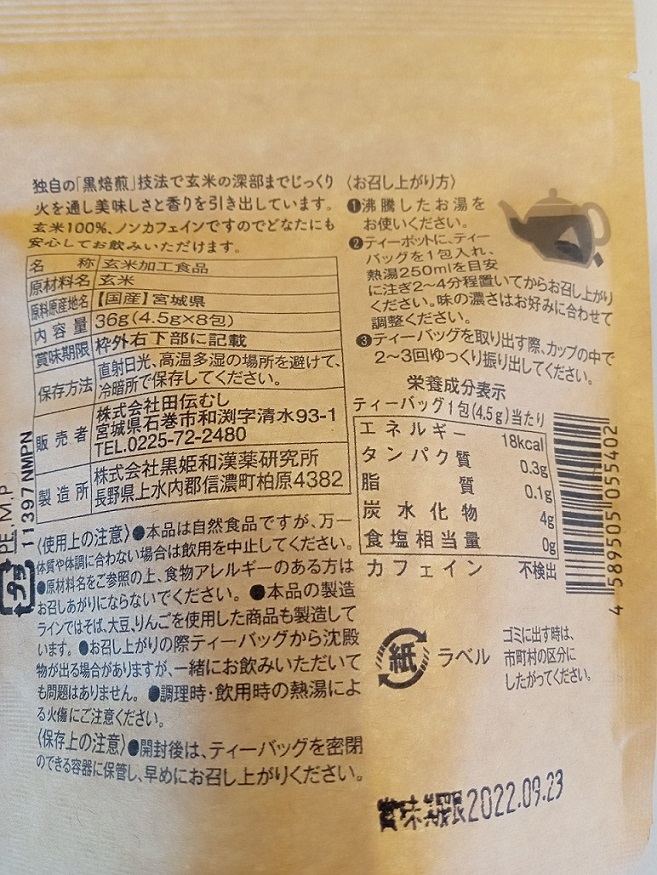 独自の「黒焙煎」技法で玄米の深部までじっくり
火を通し美味しさと香りを引き出しています。
玄米100%、ノンカフェインですのでどなたにも
安心してお飲みいただけます。
名 称 玄米加工食品
原材料名 玄米
原料原産地名 【国産】宮城県
内容量 36g(4.5g×8包)
賞味期限 枠外右下部に記載
保存方法 直射日光、高温多湿の場所を避けて、
冷暗所で保存してください。
販売者 株式会社田伝むし
宮城県石巻市和渕字清水93-1
TEL.0225-72-2480
製造所 株式会社黒姫和漢薬研究所
長野県上水内郡信濃町柏原4382
〈使用上の注意〉●本品は自然食品ですが、万一
体質や体調に合わない場合は飲用を中止してください。
●原材料名をご参照の上、食物アレルギーのある方は
お召しあがりにならないでください。●本品の製造
ラインではそば、大豆、りんごを使用した商品も製造して
います。●お召し上がりの際ティーバッグから沈殿
物が出る場合がありますが、一緒にお飲みいただいて
も問題はありません。●調理時・飲用時の熱湯によ
る火傷にご注意ください。
〈保存上の注意〉●開封後は、ティーバッグを密閉
のできる容器に保管し、早めにお召し上がりください。
〈お召し上がり方〉
❶沸騰したお湯を
お使いください。
❷ティーポットに、ティー
バッグを1包入れ、
熱湯250mlを目安
に注ぎ2~4分程置いてからお召し上がり
ください。味の濃さはお好みに合わせて
調整ください。
❸ティーバッグを取り出す際、カップの中で
2~3回ゆっくり振り出してください。
栄養成分表示
ティーバッグ1包(4.5g)当たり
エネルギー 18kcal
タンパク質 0.3g
脂質 0.1g
炭水化物 4g
食塩相当量 0g
カフェイン 不検出
4 589505 055402
紙 ラベル
ゴミに出す時は、
市町村の区分に
したがってください。
賞味期限2022.09.23
PE,M,P
11397 NMPN
プラ